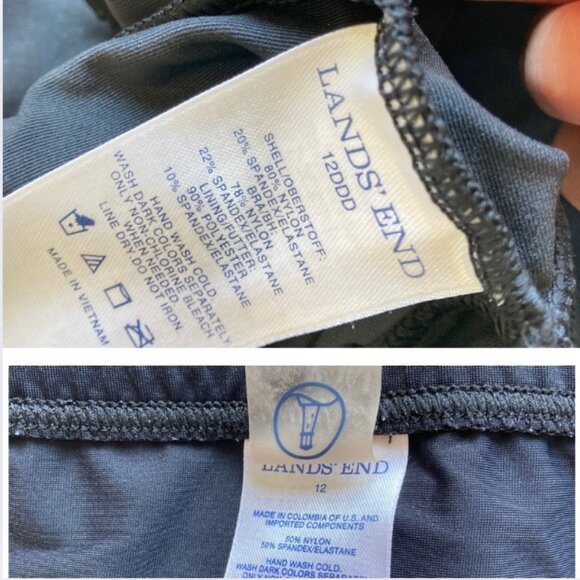 LANDS' END
12DDD
SHELL/OBERSTOFF:
80% NYLON
20% SPANDEX/ELASTANE
BRA/BH:
78% NYLON
22% SPANDEX/ELASTANE
LINING/FUTTER:
90% POLYESTER
10% SPANDEX/ELASTANE
HAND WASH COLD.
WASH DARK COLORS SEPARATELY
ONLY NON-CHLORINE BLEACH
WHEN NEEDED
LINE DRY.DO NOT IRON
MADE IN VIETNAM
LANDS' END
12
MADE IN COLOMBIA OF U.S. AND
IMPORTED COMPONENTS
50% NYLON
50% SPANDEX/ELASTANE
HAND WASH COLD.
WASH DARK COLORS SEPARATELY